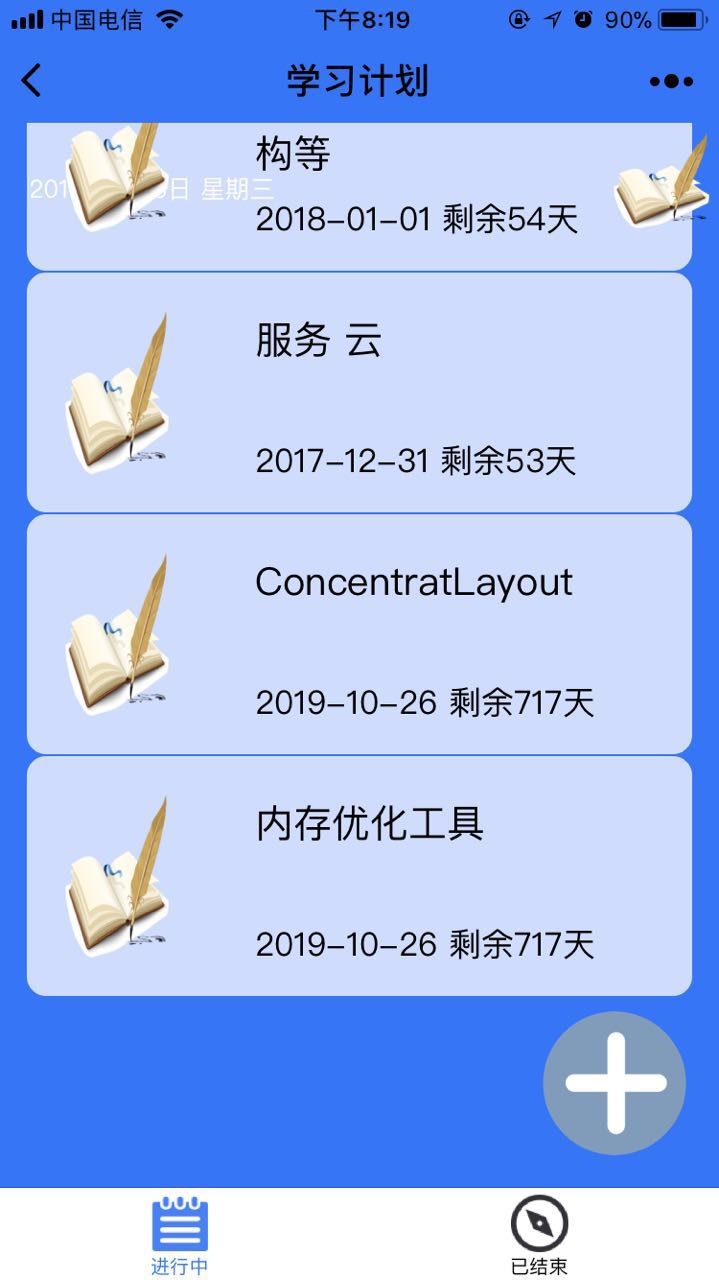 中国电信 下午8:19 90%
学习计划
构等
日 星期三
2018-01-01 剩余54天
服务 云
2017-12-31 剩余53天
ConcentratLayout
2019-10-26 剩余717天
内存优化工具
2019-10-26 剩余717天
进行中 已结束